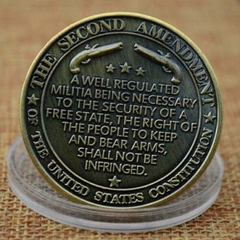 THE SECOND AMENDMENT
A WELL REGULATED
MILITIA BEING NECESSARY
TO THE SECURITY OF A
FREE STATE, THE RIGHT OF
THE PEOPLE TO KEEP
AND BEAR ARMS,
SHALL NOT BE
INFRINGED.
OF THE UNITED STATES CONSTITUTION